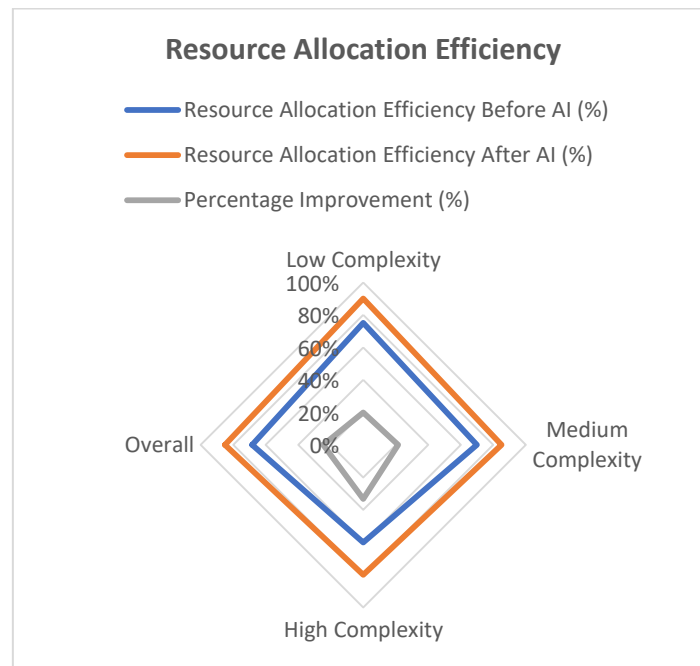 Resource Allocation Efficiency
Resource Allocation Efficiency Before AI (%)
Resource Allocation Efficiency After AI (%)
Percentage Improvement (%)
Low Complexity
100%
80%
60%
40%
20%
0%
Overall
Medium
Complexity
High Complexity